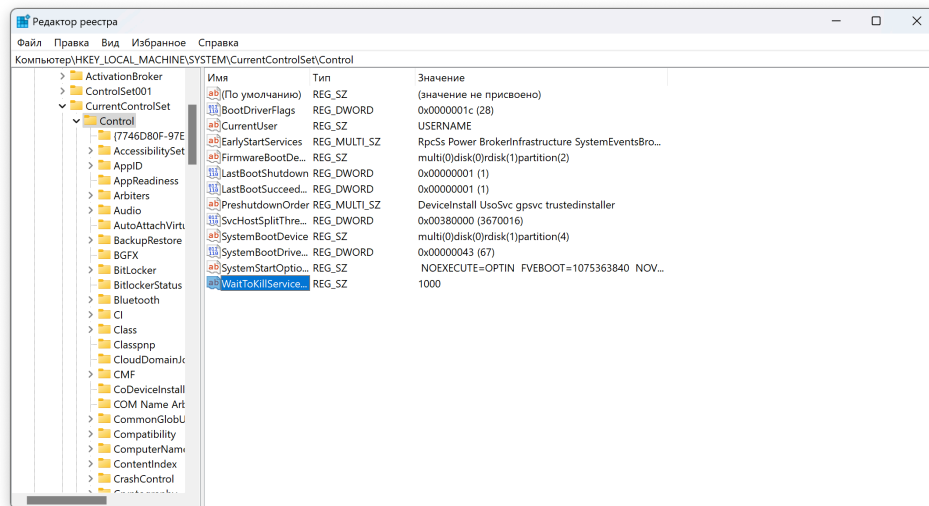 Редактор реестра
Файл Правка Вид Избранное Справка
Компьютер\HKEY_LOCAL_MACHINE\SYSTEM\CurrentControlSet\Control
ActivationBroker
ControlSet001
CurrentControlSet
Control
{7746D80F-97E
AccessibilitySet
AppID
AppReadiness
Arbiters
Audio
AutoAttachVirtu
BackupRestore
BGFX
BitLocker
BitlockerStatus
Bluetooth
CI
Class
Classpnp
CloudDomainJo
CMF
CoDeviceInstall
COM Name Arb
CommonGlobU
Compatibility
ComputerName
ContentIndex
CrashControl
Имя Тип Значение
(По умолчанию) REG_SZ (значение не присвоено)
BootDriverFlags REG_DWORD 0x0000001c (28)
CurrentUser REG_SZ USERNAME
EarlyStartServices REG_MULTI_SZ RpcSs Power BrokerInfrastructure SystemEventsBro...
FirmwareBootDe... REG_SZ multi(0)disk(0)rdisk(1)partition(2)
LastBootShutdown REG_DWORD 0x00000001 (1)
LastBootSucceed... REG_DWORD 0x00000001 (1)
PreshutdownOrder REG_MULTI_SZ DeviceInstall UsoSvc gpsvc trustedinstaller
SvcHostSplitThre... REG_DWORD 0x00380000 (3670016)
SystemBootDevice REG_SZ multi(0)disk(0)rdisk(1)partition(4)
SystemBootDrive... REG_DWORD 0x00000043 (67)
SystemStartOptio... REG_SZ NOEXECUTE=OPTIN FVEBOOT=1075363840 NOV...
WaitToKillService... REG_SZ 1000